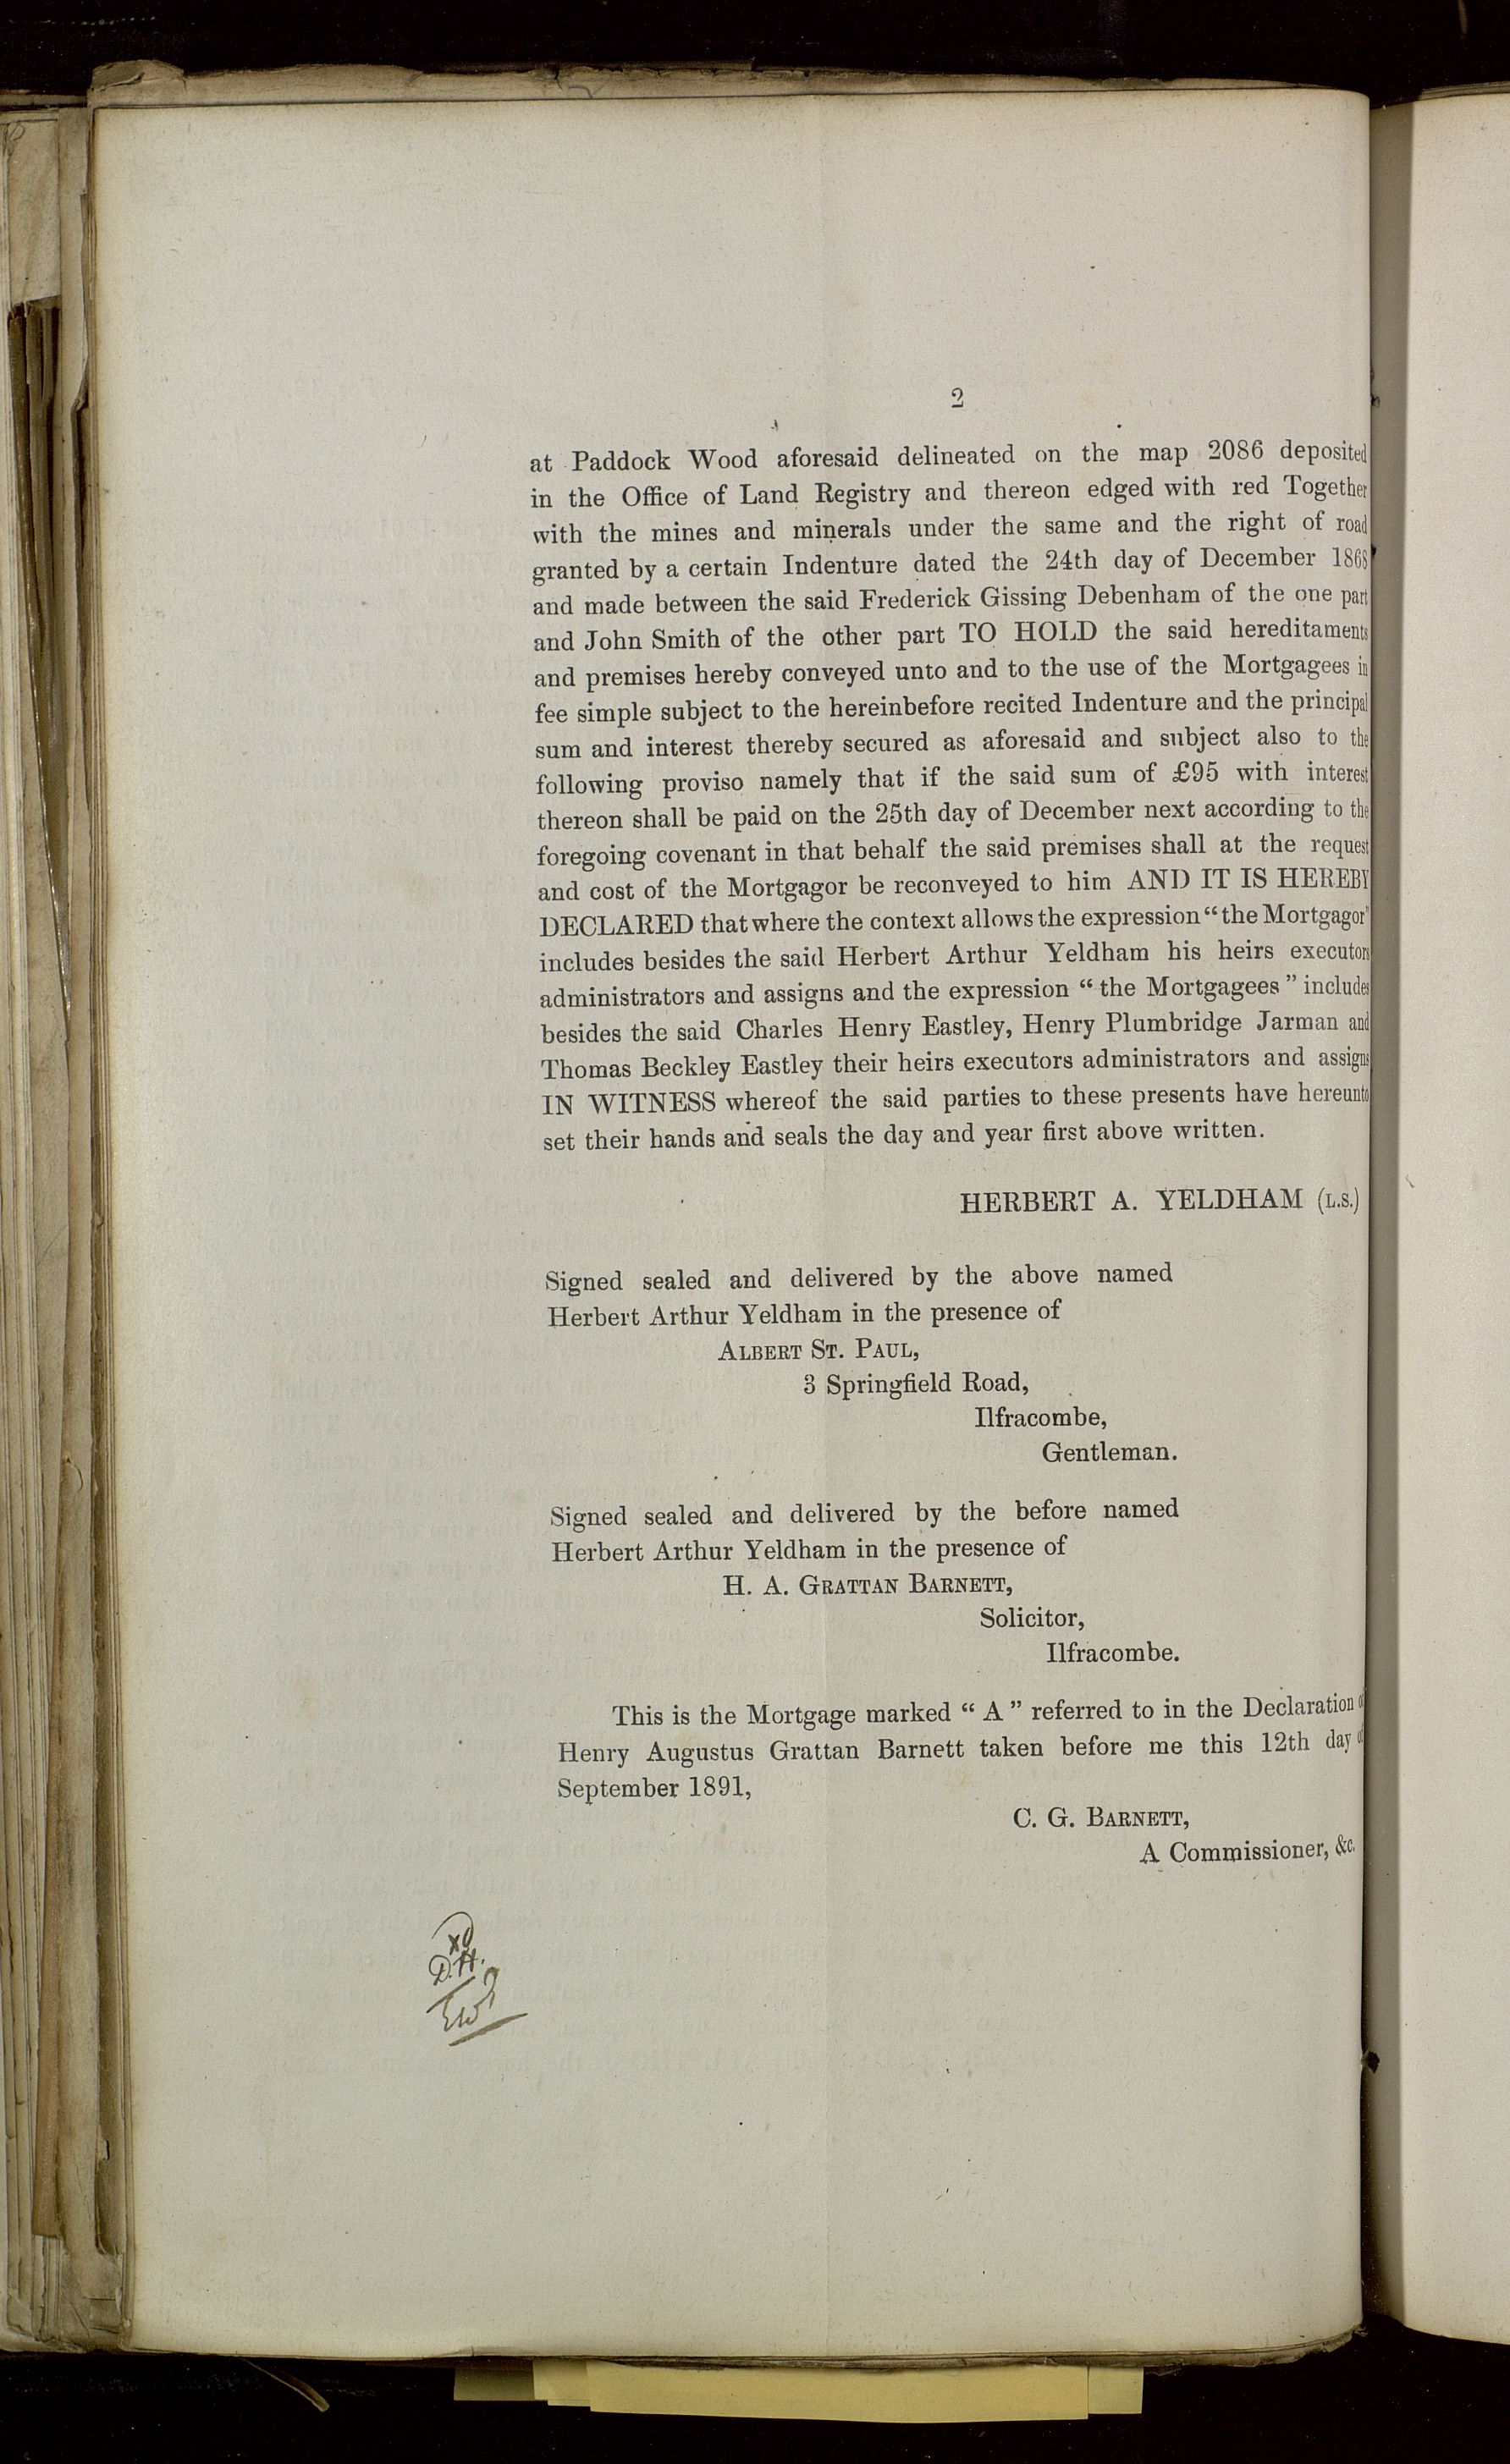 2
at Paddock Wood aforesaid delineated on the map 2086 deposited
in the Office of Land Registry and thereon edged with red Together
with the mines and minerals under the same and the right of road
granted by a certain Indenture dated the 24th day of December 1868
and made between the said Frederick Gissing Debenham of the one part
and John Smith of the other part TO HOLD the said hereditaments
and premises hereby conveyed unto and to the use of the Mortgagees in
fee simple subject to the hereinbefore recited Indenture and the principal
sum and interest thereby secured as aforesaid and subject also to the
following proviso namely that if the said sum of £95 with interest
thereon shall be paid on the 25th day of December next according to the
foregoing covenant in that behalf the said premises shall at the request
and cost of the Mortgagor be reconveyed to him AND IT IS HEREBY
DECLARED that where the context allows the expression “the Mortgagor”
includes besides the said Herbert Arthur Yeldham his heirs executors
administrators and assigns and the expression “the Mortgagees” includes
besides the said Charles Henry Eastley, Henry Plumbridge Jarman and
Thomas Beckley Eastley their heirs executors administrators and assigns
IN WITNESS whereof the said parties to these presents have hereunto
set their hands and seals the day and year first above written.
HERBERT A. YELDHAM (L.S.)
Signed sealed and delivered by the above named
Herbert Arthur Yeldham in the presence of
ALBERT ST. PAUL,
3 Springfield Road,
Ilfracombe,
Gentleman.
Signed sealed and delivered by the before named
Herbert Arthur Yeldham in the presence of
H. A. GRATTAN BARNETT,
Solicitor,
Ilfracombe.
This is the Mortgage marked “A” referred to in the Declaration of
Henry Augustus Grattan Barnett taken before me this 12th day of
September 1891,
C. G. BARNETT,
A Commissioner, &c.
D.H.